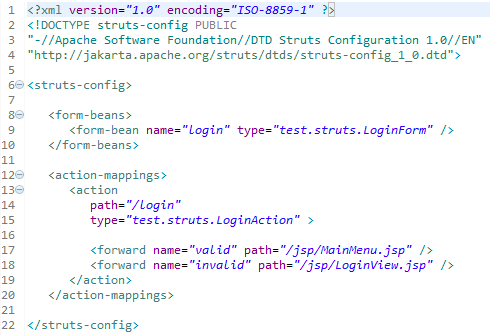 1 <?xml version="1.0" encoding="ISO-8859-1" ?>
2 <!DOCTYPE struts-config PUBLIC
3 "-//Apache Software Foundation//DTD Struts Configuration 1.0//EN"
4 "http://jakarta.apache.org/struts/dtds/struts-config_1_0.dtd">
5
6 <struts-config>
7
8    <form-beans>
9       <form-bean name="login" type="test.struts.LoginForm" />
10    </form-beans>
11
12    <action-mappings>
13       <action
14          path="/login"
15          type="test.struts.LoginAction" >
16
17          <forward name="valid" path="/jsp/MainMenu.jsp" />
18          <forward name="invalid" path="/jsp/LoginView.jsp" />
19       </action>
20    </action-mappings>
21
22 </struts-config>